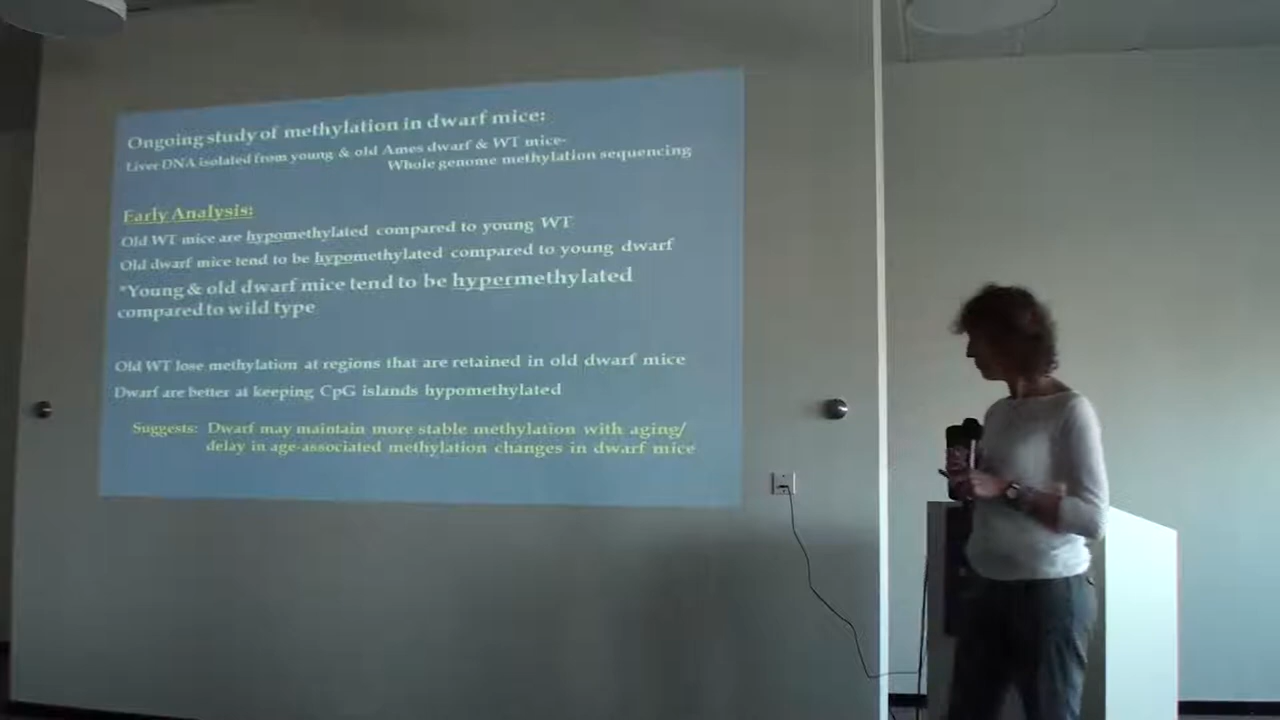 Ongoing study of methylation in dwarf mice:
Liver DNA isolated from young & old Ames dwarf & WT mice-
Whole genome methylation sequencing
Early Analysis:
Old WT mice are hypomethylated compared to young WT
Old dwarf mice tend to be hypomethylated compared to young dwarf
*Young & old dwarf mice tend to be hypermethylated
compared to wild type
Old WT lose methylation at regions that are retained in old dwarf mice
Dwarf are better at keeping CpG islands hypomethylated
Suggests: Dwarf may maintain more stable methylation with aging/
delay in age-associated methylation changes in dwarf mice